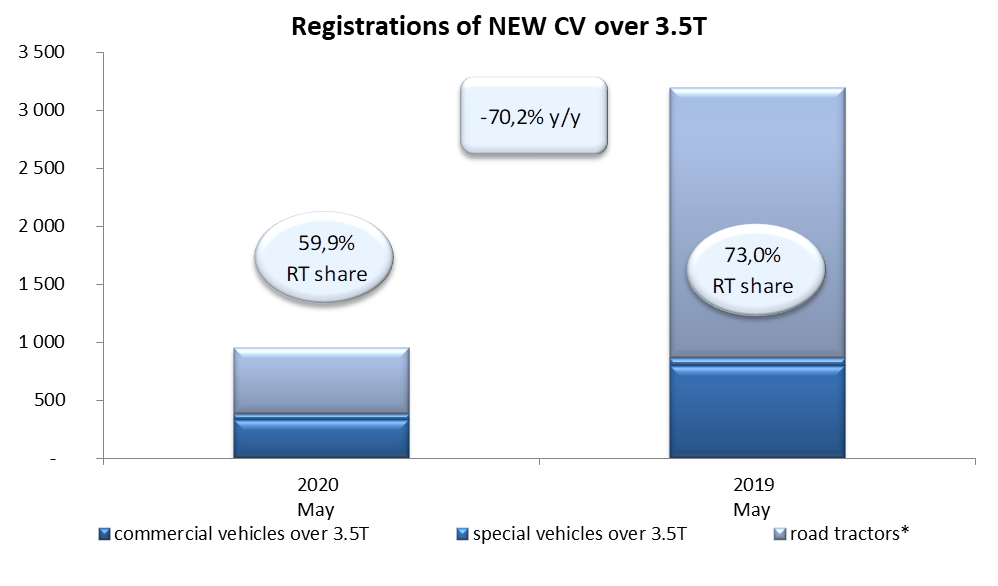 Registrations of NEW CV over 3.5T
3 500
3 000
2 500
2 000
1 500
1 000
500
-
-70,2% y/y
59,9%
RT share
73,0%
RT share
2020
May
2019
May
commercial vehicles over 3.5T
special vehicles over 3.5T
road tractors*